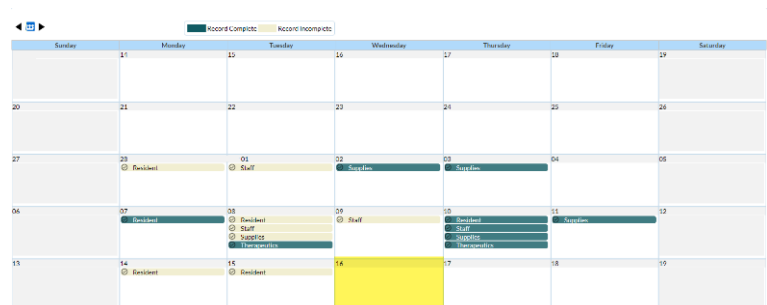 Record Complete Record Incomplete
Sunday Monday Tuesday Wednesday Thursday Friday Saturday
14 15 16 17 18 19
20 21 22 23 24 25 26
27 28 01 02 03 04 05
Resident Staff Supplies Supplies
06 07 08 09 10 11 12
Resident Resident Staff Resident Supplies
Staff Staff
Supplies Supplies
Therapeutics Therapeutics
13 14 15 16 17 18 19
Resident Resident